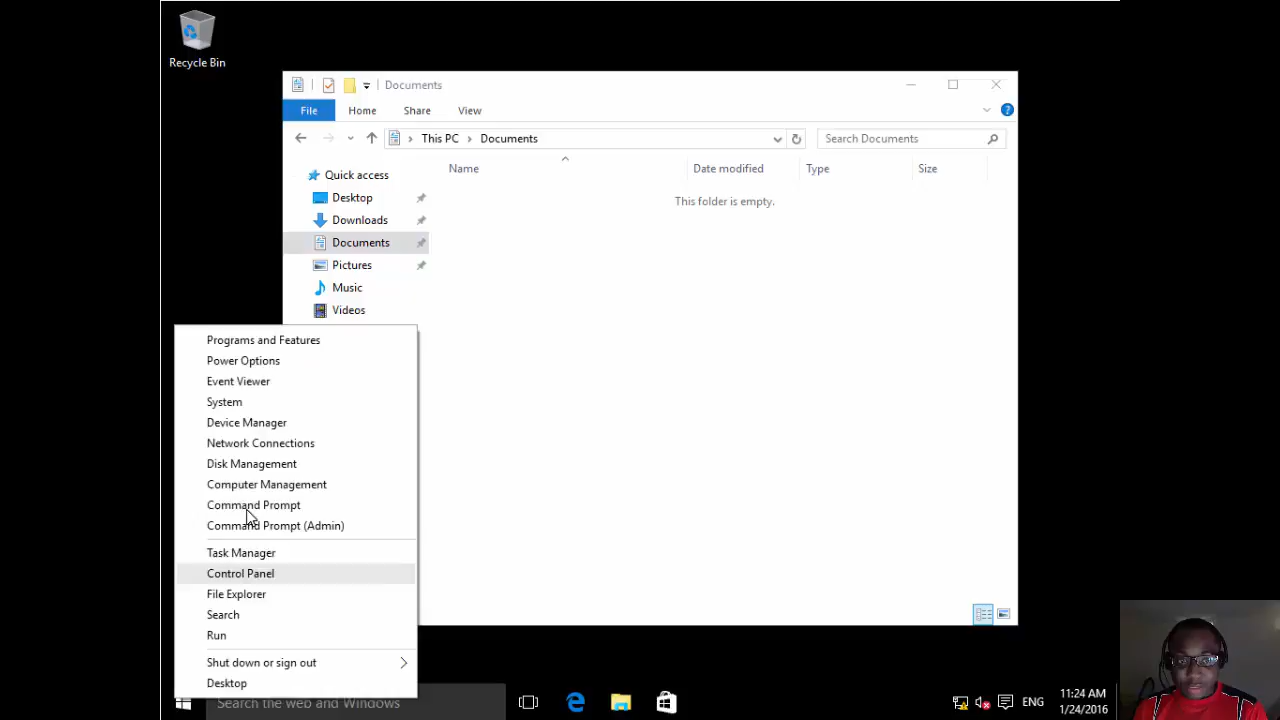 Recycle Bin
Documents
File Home Share View
This PC Documents Search Documents
Name Date modified Type Size
This folder is empty.
Quick access
Desktop
Downloads
Documents
Pictures
Music
Videos
Programs and Features
Power Options
Event Viewer
System
Device Manager
Network Connections
Disk Management
Computer Management
Command Prompt
Command Prompt (Admin)
Task Manager
Control Panel
File Explorer
Search
Run
Shut down or sign out
Desktop
Search the web and Windows
ENG
11:24 AM
1/24/2016